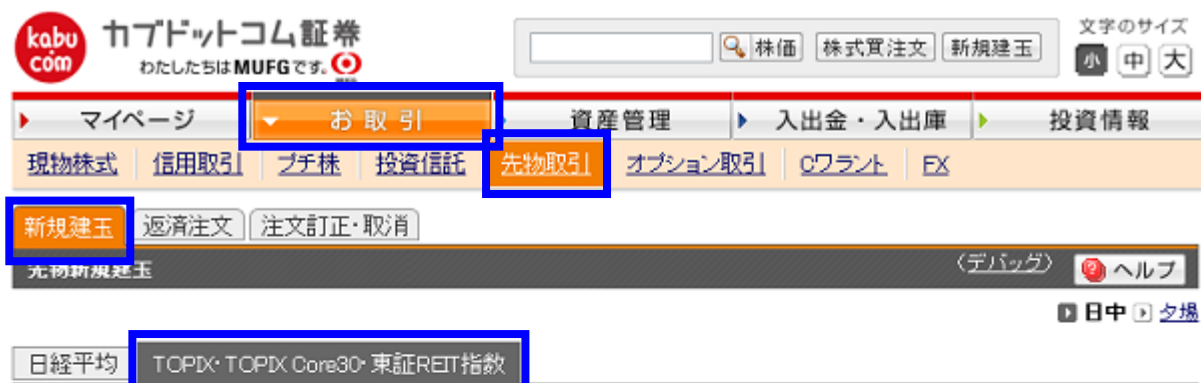 kabu.com カブドットコム証券 株価 株式買注文 新規建玉 文字のサイズ
わたしたちはMUFGです。 小 中 大
マイページ お取引 資産管理 入出金・入出庫 投資情報
現物株式 信用取引 プチ株 投資信託 先物取引 オプション取引 Cワラント FX
新規建玉 返済注文 注文訂正・取消
先物新規建玉 〈デバッグ〉 ヘルプ
日中 夕場
日経平均 TOPIX・TOPIX Core30・東証REIT指数